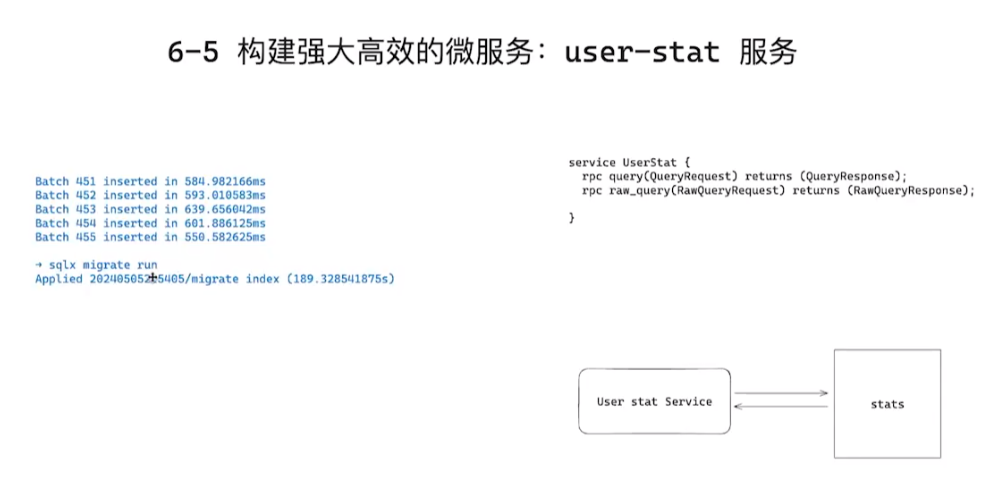 6-5 构建强大高效的微服务：user-stat 服务
Batch 451 inserted in 584.982166ms
Batch 452 inserted in 593.010583ms
Batch 453 inserted in 639.656042ms
Batch 454 inserted in 601.886125ms
Batch 455 inserted in 550.582625ms
→ sqlx migrate run
Applied /migrate index (189.328541875s)
service UserStat {
rpc query(QueryRequest) returns (QueryResponse);
rpc raw_query(RawQueryRequest) returns (RawQueryResponse);
}
User stat Service
stats